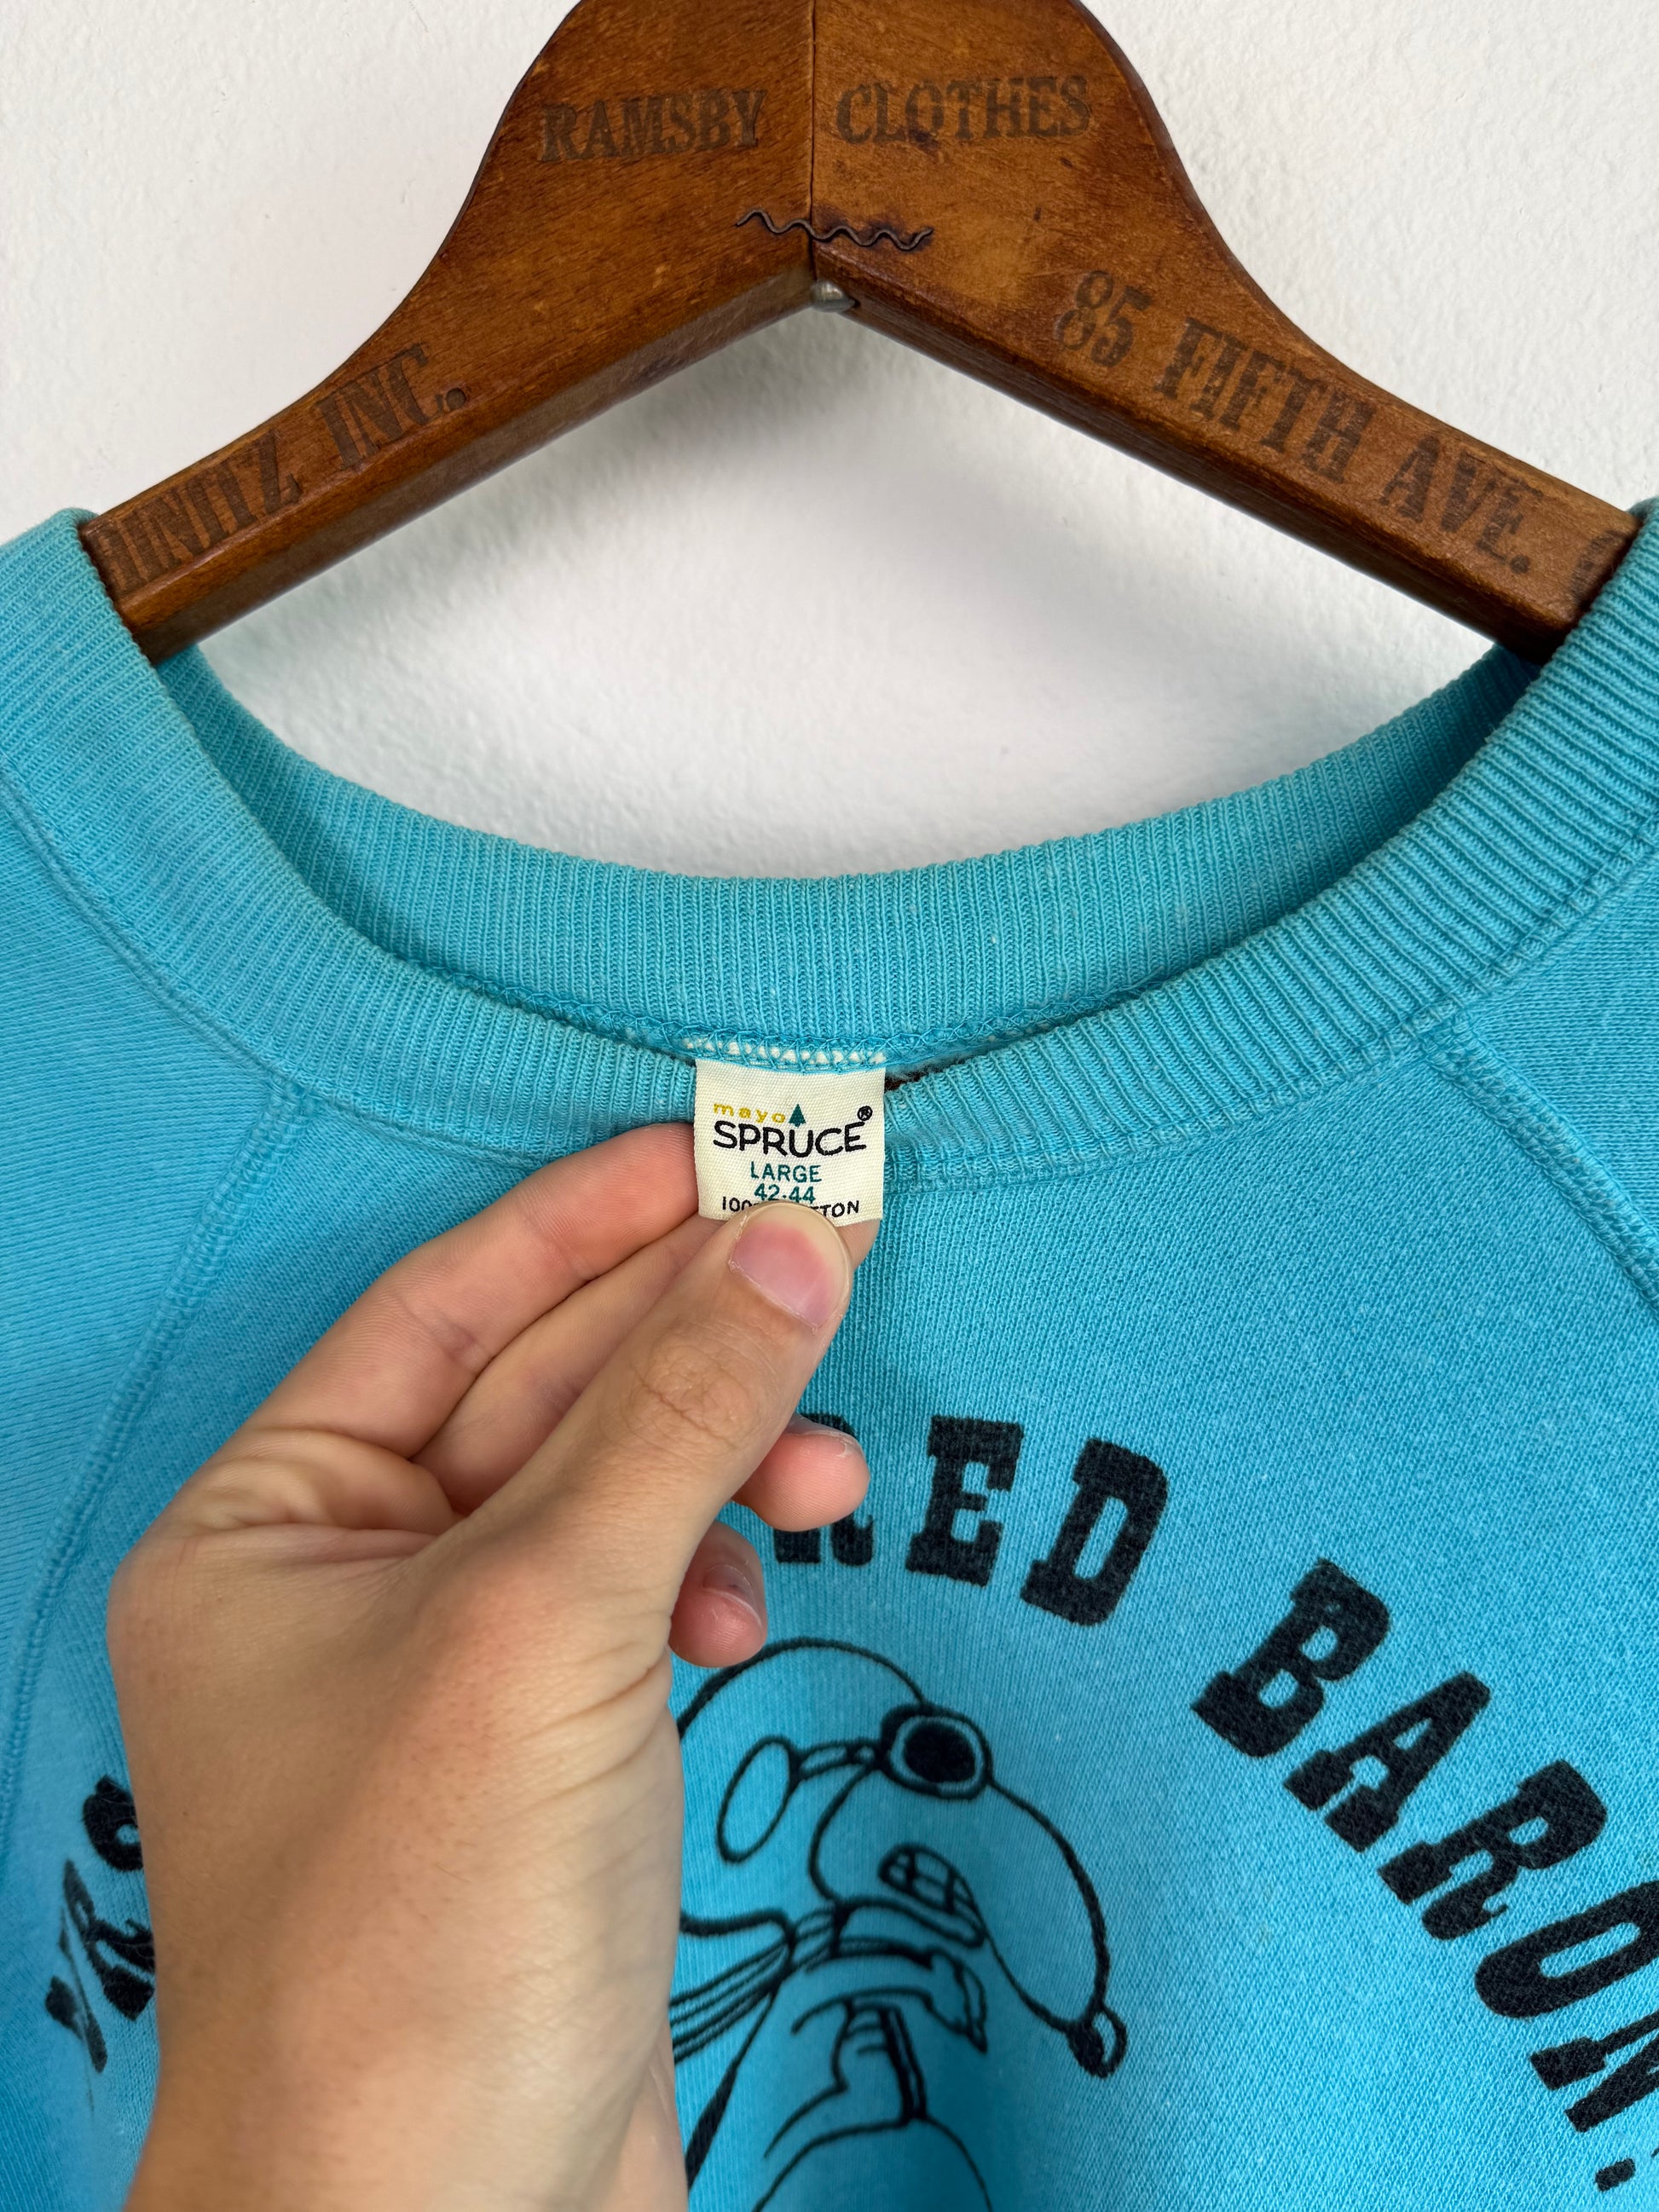 RAMSBY CLOTHES
INC.
85 FIFTH AVE.
mayo
SPRUCE®
LARGE
42-44
RED BARON!